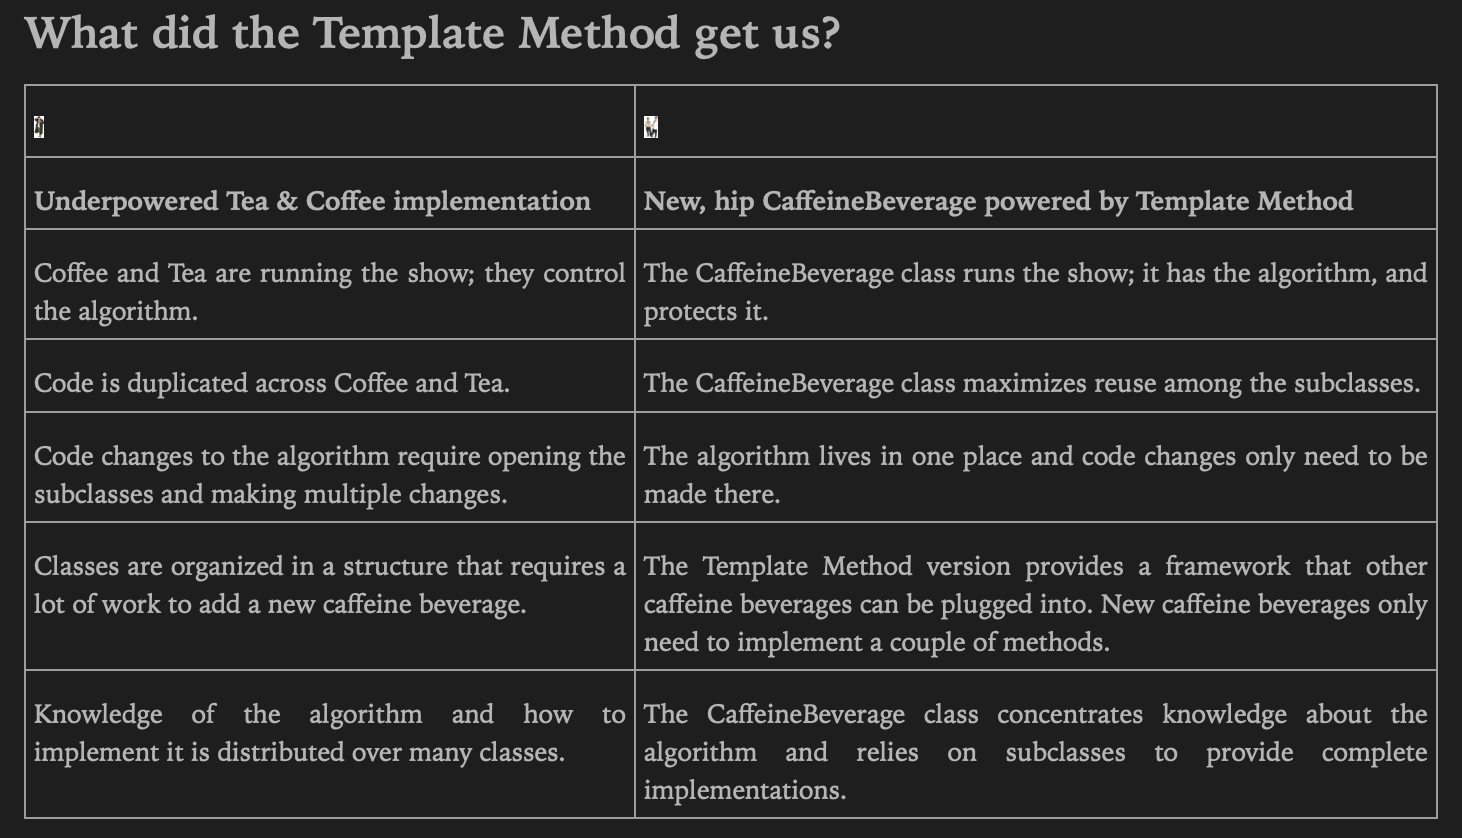 What did the Template Method get us?
Underpowered Tea & Coffee implementation
New, hip CaffeineBeverage powered by Template Method
Coffee and Tea are running the show; they control
the algorithm.
The CaffeineBeverage class runs the show; it has the algorithm, and
protects it.
Code is duplicated across Coffee and Tea.
The CaffeineBeverage class maximizes reuse among the subclasses.
Code changes to the algorithm require opening the
subclasses and making multiple changes.
The algorithm lives in one place and code changes only need to be
made there.
Classes are organized in a structure that requires a
lot of work to add a new caffeine beverage.
The Template Method version provides a framework that other
caffeine beverages can be plugged into. New caffeine beverages only
need to implement a couple of methods.
Knowledge of the algorithm and how to
implement it is distributed over many classes.
The CaffeineBeverage class concentrates knowledge about the
algorithm and relies on subclasses to provide complete
implementations.